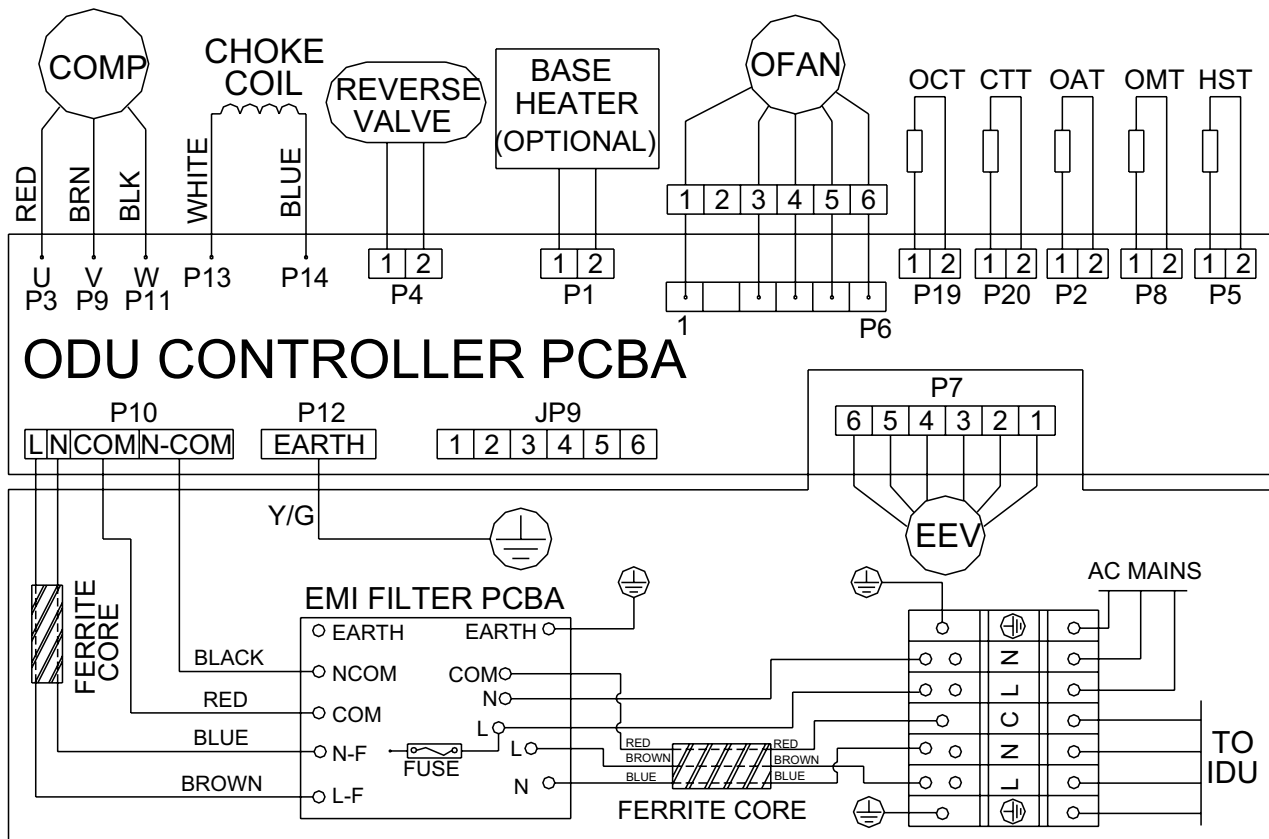 COMP
CHOKE
COIL
REVERSE
VALVE
BASE
HEATER
(OPTIONAL)
OFAN
OCT CTT OAT OMT HST
RED BRN BLK WHITE BLUE
1 2 3 4 5 6
U V W P13 P14
P3 P9 P11
1 2
P4
1 2
P1
1 P6
1 2 1 2 1 2 1 2 1 2
P19 P20 P2 P8 P5
ODU CONTROLLER PCBA
P10 P12 JP9 P7
L N COM N-COM
EARTH
1 2 3 4 5 6
6 5 4 3 2 1
Y/G
EEV
AC MAINS
FERRITE
CORE
EMI FILTER PCBA
EARTH EARTH
BLACK NCOM COM N
RED COM L
BLUE N-F FUSE L
BROWN L-F N
RED RED
BROWN BROWN
BLUE BLUE
FERRITE CORE
N
L
C
N
L
TO
IDU